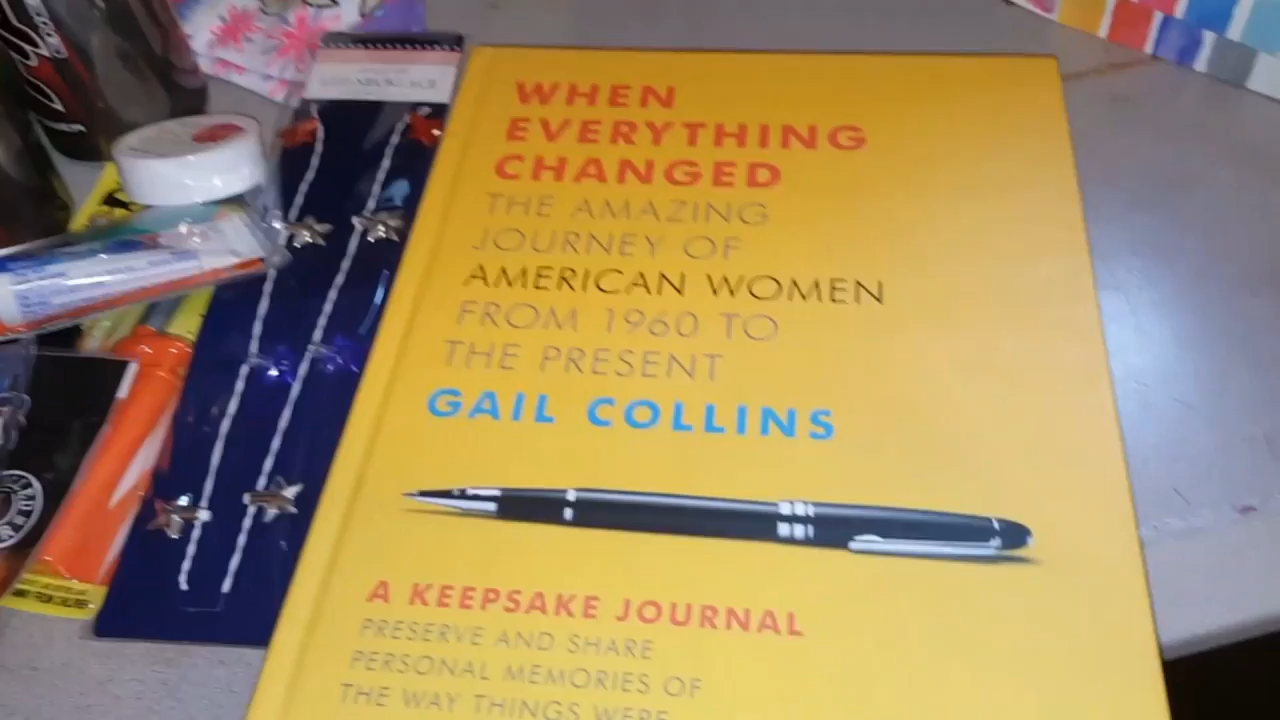 WHEN
EVERYTHING
CHANGED
THE AMAZING
JOURNEY OF
AMERICAN WOMEN
FROM 1960 TO
THE PRESENT
GAIL COLLINS
A KEEPSAKE JOURNAL
PRESERVE AND SHARE
PERSONAL MEMORIES OF
THE WAY THINGS WERE